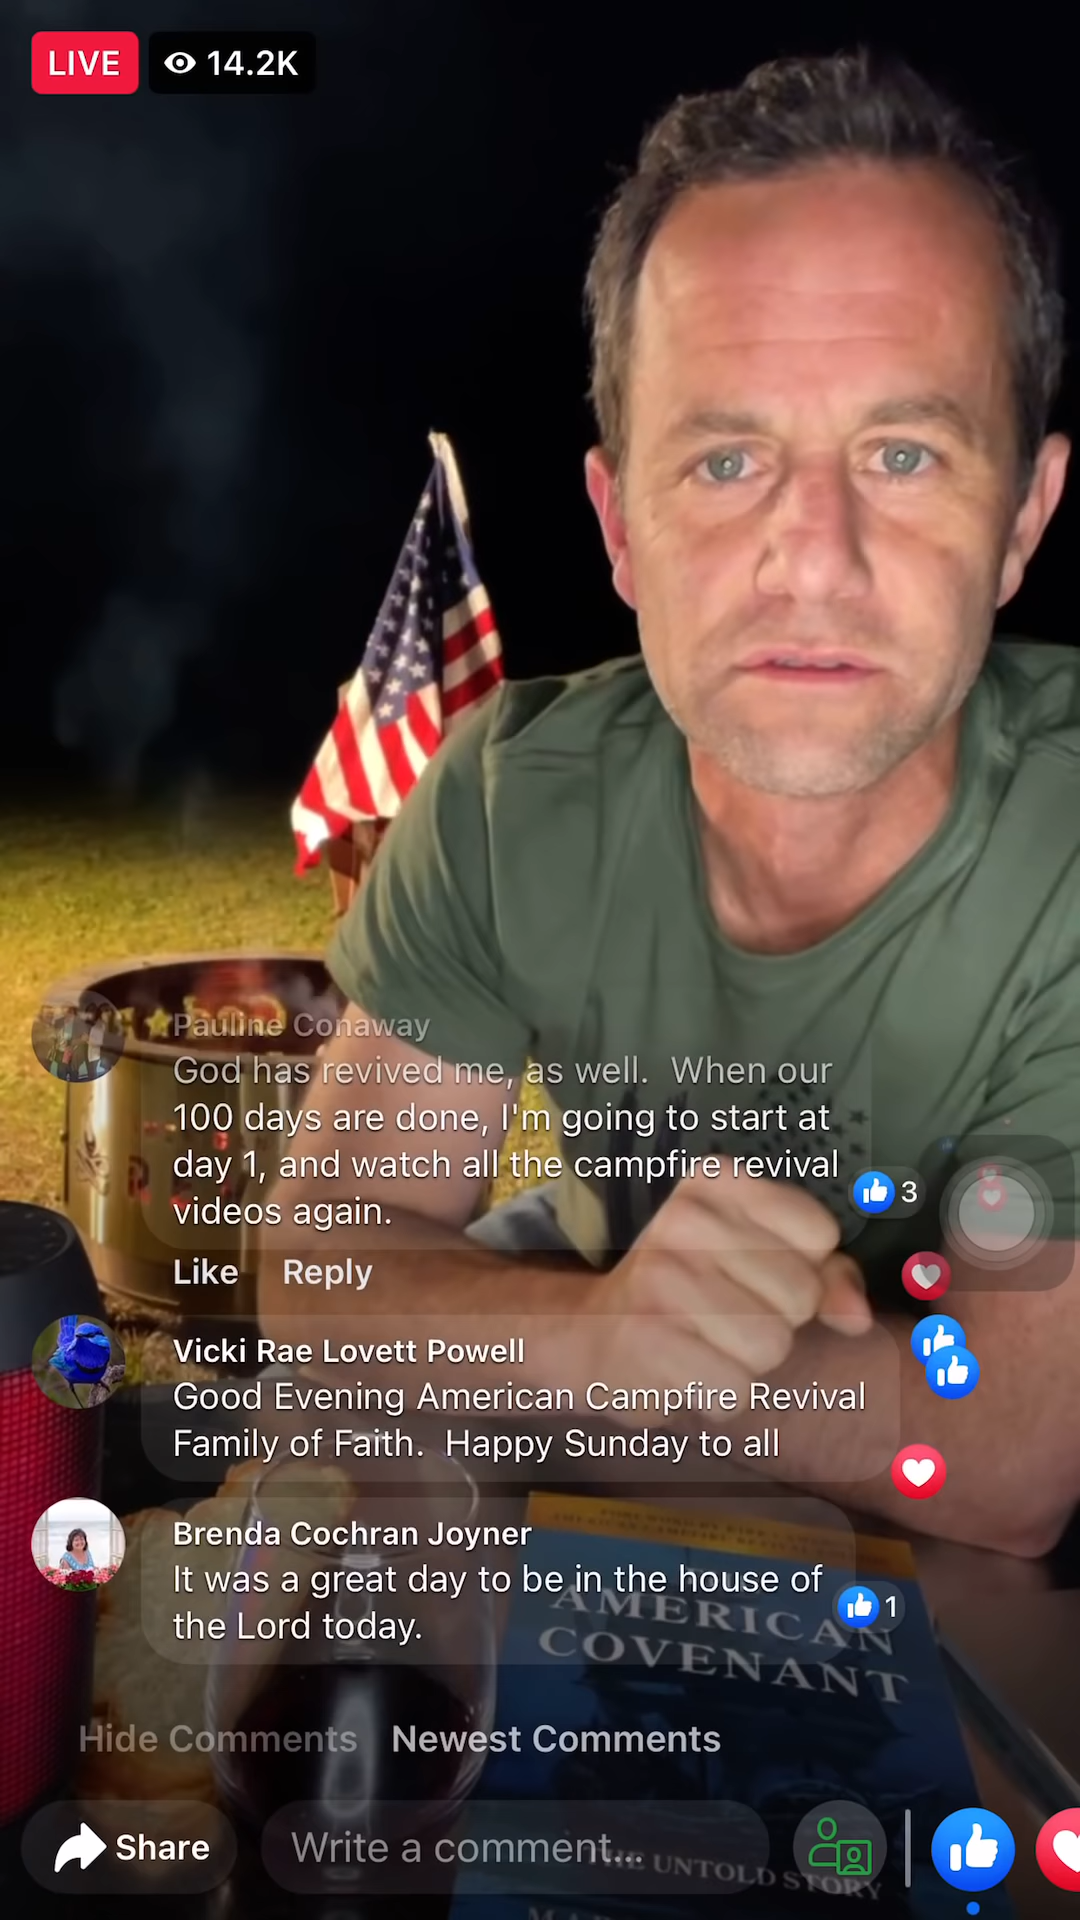 LIVE
14.2K
Pauline Conaway
God has revived me, as well. When our
100 days are done, I'm going to start at
day 1, and watch all the campfire revival
videos again.
3
Like Reply
Vicki Rae Lovett Powell
Good Evening American Campfire Revival
Family of Faith. Happy Sunday to all
Brenda Cochran Joyner
It was a great day to be in the house of
the Lord today.
1
AMERICAN
COVENANT
Hide Comments Newest Comments
Share
Write a comment...
THE UNTOLD STORY